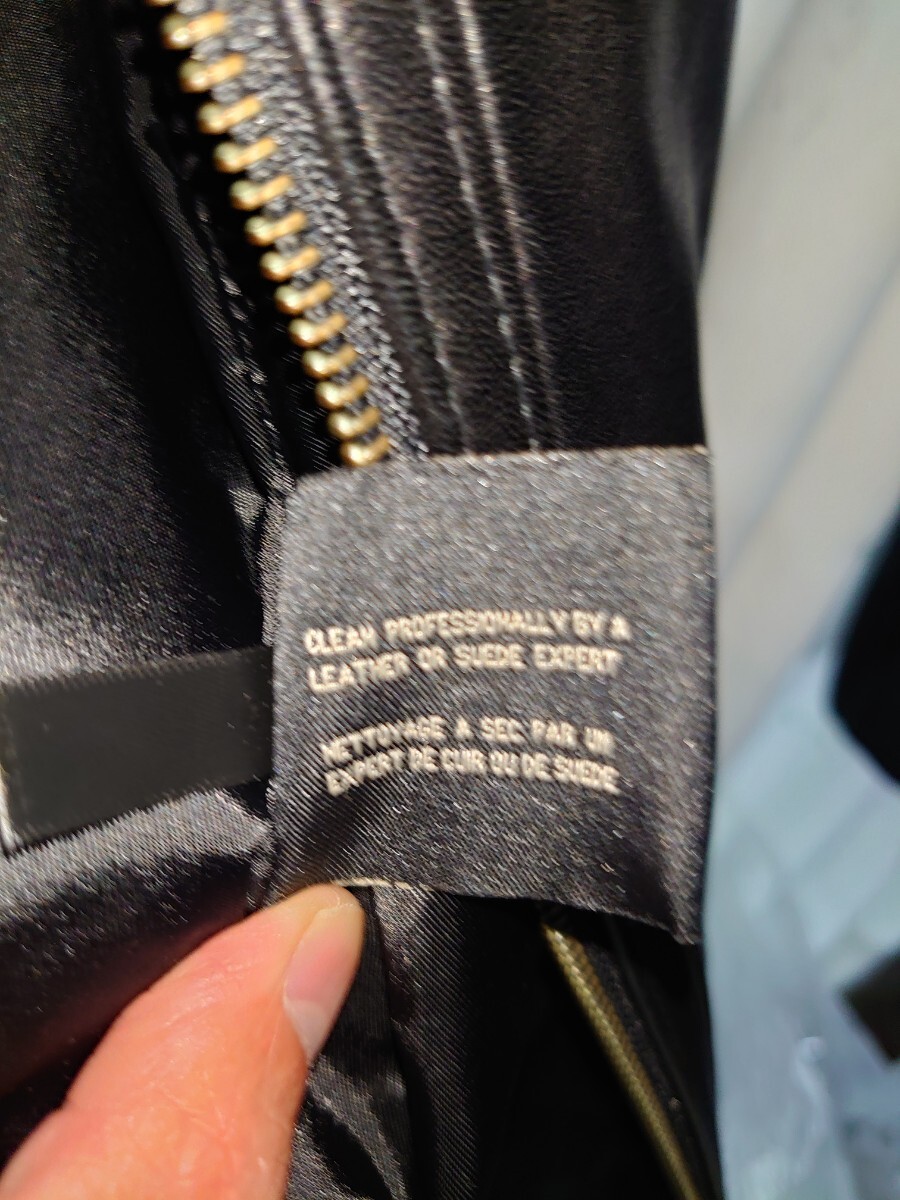 CLEAN PROFESSIONALLY BY A
LEATHER OR SUEDE EXPERT
NETTOYAGE A SEC PAR UN
EXPERT DE CUIR OU DE SUEDE